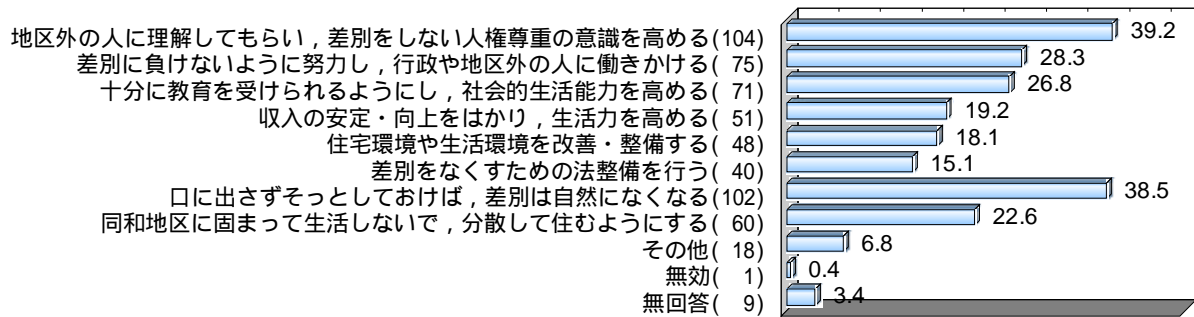 地区外の人に理解してもらい，差別をしない人権尊重の意識を高める(104) 39.2
差別に負けないように努力し，行政や地区外の人に働きかける( 75) 28.3
十分に教育を受けられるようにし，社会的生活能力を高める( 71) 26.8
収入の安定・向上をはかり，生活力を高める( 51) 19.2
住宅環境や生活環境を改善・整備する( 48) 18.1
差別をなくすための法整備を行う( 40) 15.1
口に出さずそっとしておけば，差別は自然になくなる(102) 38.5
同和地区に固まって生活しないで，分散して住むようにする( 60) 22.6
その他( 18) 6.8
無効( 1) 0.4
無回答( 9) 3.4